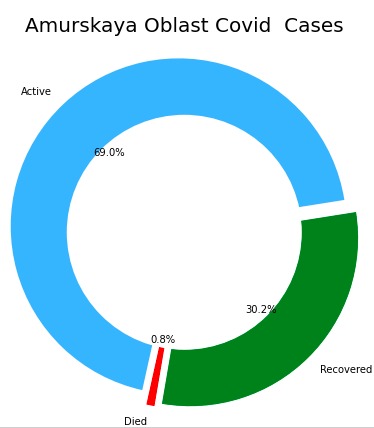 Amurskaya Oblast Covid  Cases
Active
69.0%
30.2%
0.8%
Recovered
Died